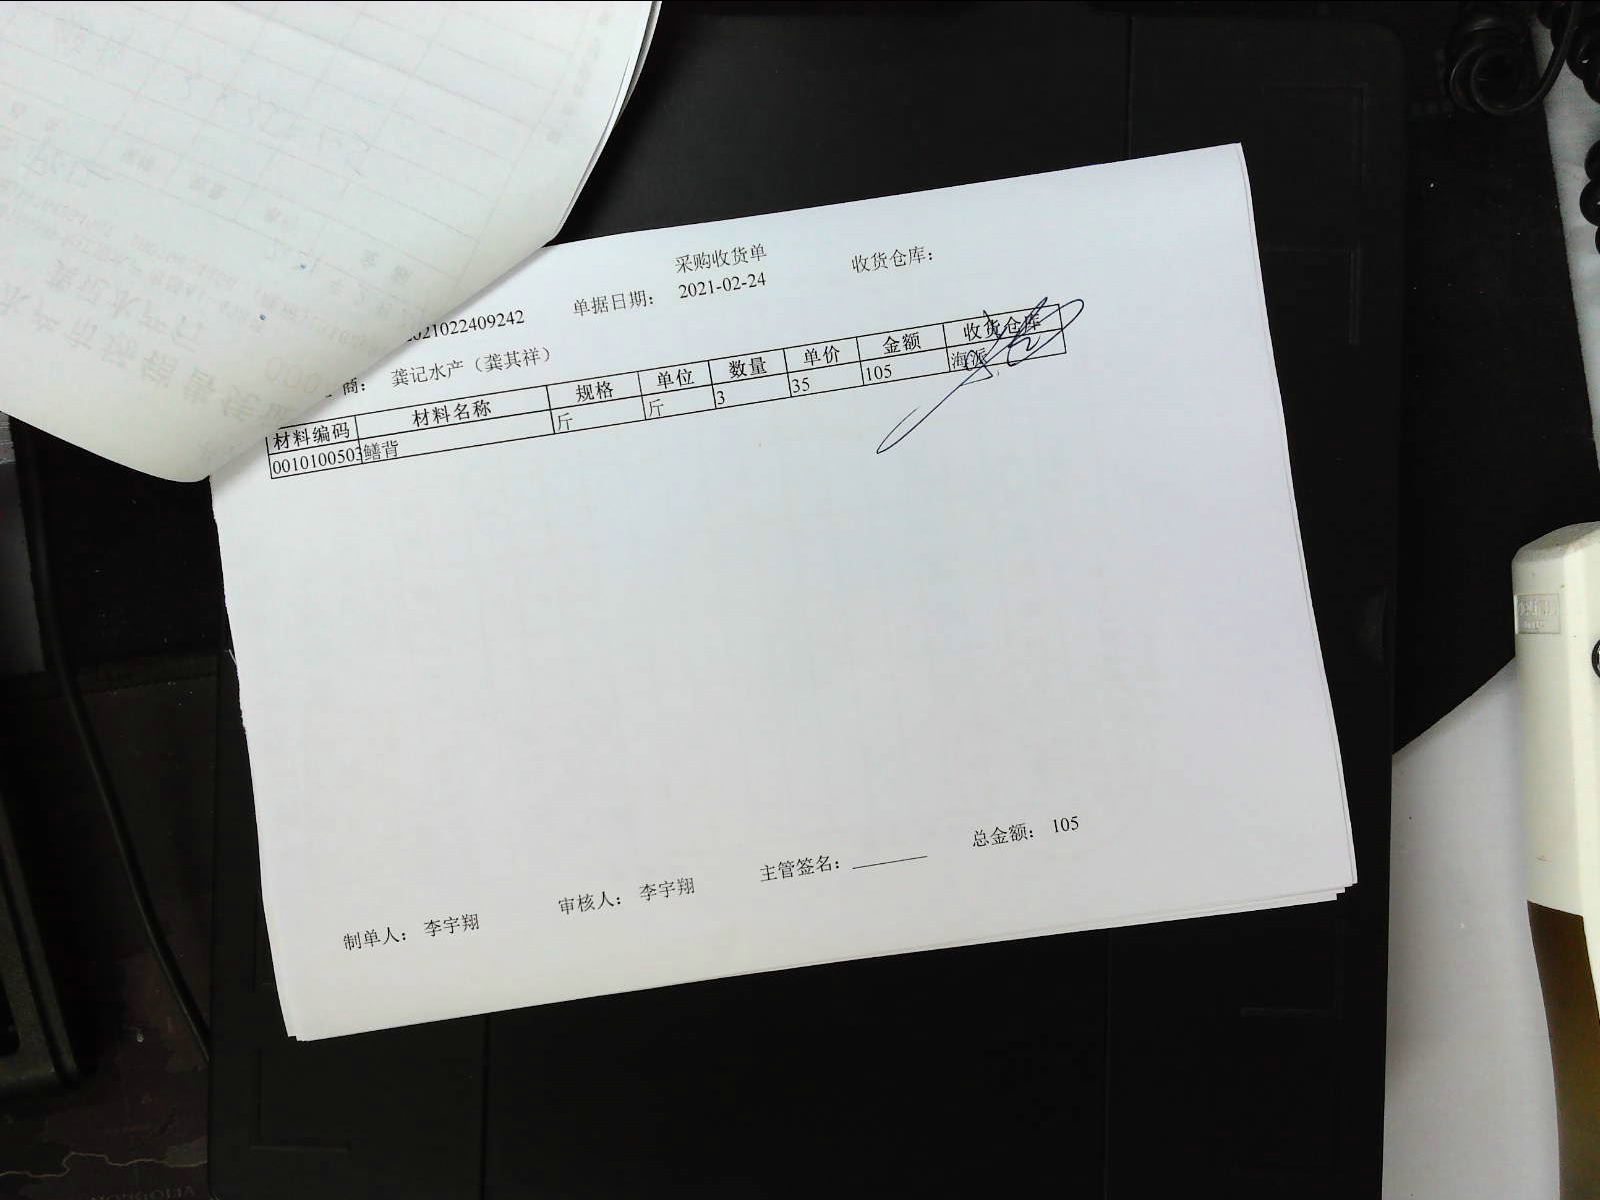 采购收货单
收货仓库：
021022409242 单据日期： 2021-02-24
商： 龚记水产（龚其祥）
材料编码 材料名称 规格 单位 数量 单价 金额 收货仓库
0010100503 鳝背 斤 斤 3 35 105 海派
总金额： 105
制单人： 李宇翔 审核人： 李宇翔 主管签名：